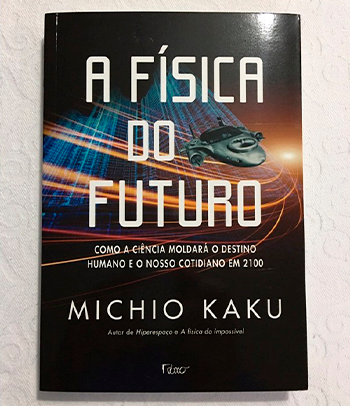 A FÍSICA
DO
FUTURO
COMO A CIÊNCIA MOLDARÁ O DESTINO
HUMANO E O NOSSO COTIDIANO EM 2100
MICHIO KAKU
Autor de Hiperespaço e A física do impossível
Rocco